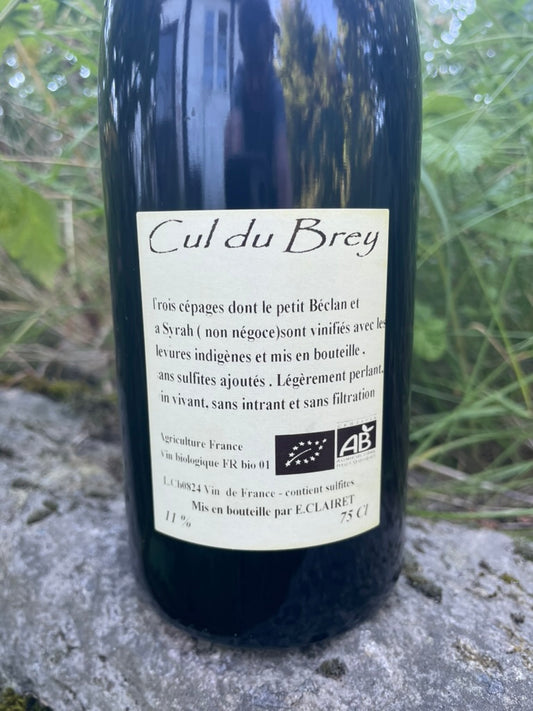 Cul du Brey
Trois cépages dont le petit Béclan et
a Syrah ( non négoce)sont vinifiés avec les
levures indigènes et mis en bouteille .
ans sulfites ajoutés . Légèrement perlant,
in vivant, sans intrant et sans filtration
Agriculture France
Vin biologique FR bio 01
AB
L.Cb0824 Vin de France - contient sulfites
Mis en bouteille par E.CLAIRET
11 %
75 Cl